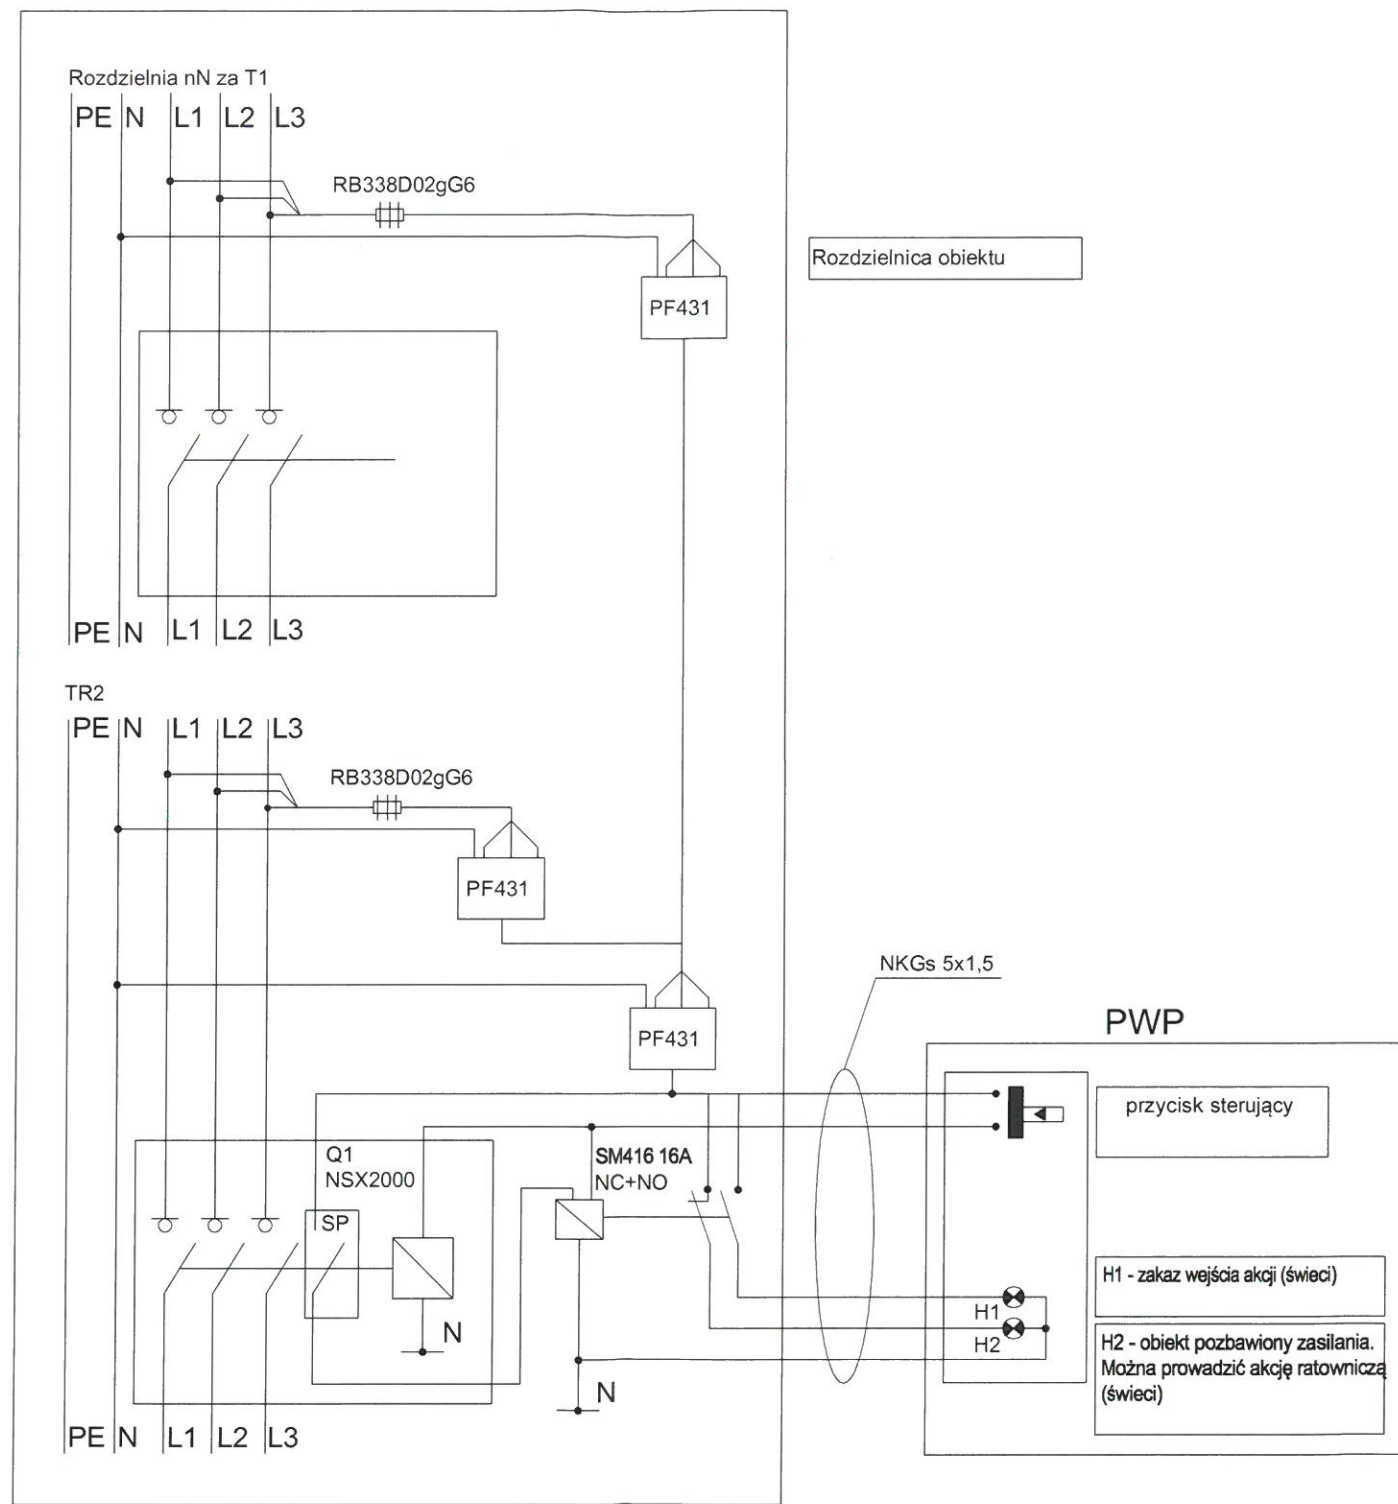 Rozdzielnia nN za T1
PE N L1 L2 L3
RB338D02gG6
Rozdzielnica obiektu
PF431
PE N L1 L2 L3
TR2
PE N L1 L2 L3
RB338D02gG6
PF431
NKGs 5x1,5
PF431
PWP
przycisk sterujący
Q1
NSX2000
SM416 16A
NC+NO
SP
H1 - zakaz wejścia akcji (świeci)
H1
N
H2
H2 - obiekt pozbawiony zasilania.
Można prowadzić akcję ratowniczą
(świeci)
N
PE N L1 L2 L3